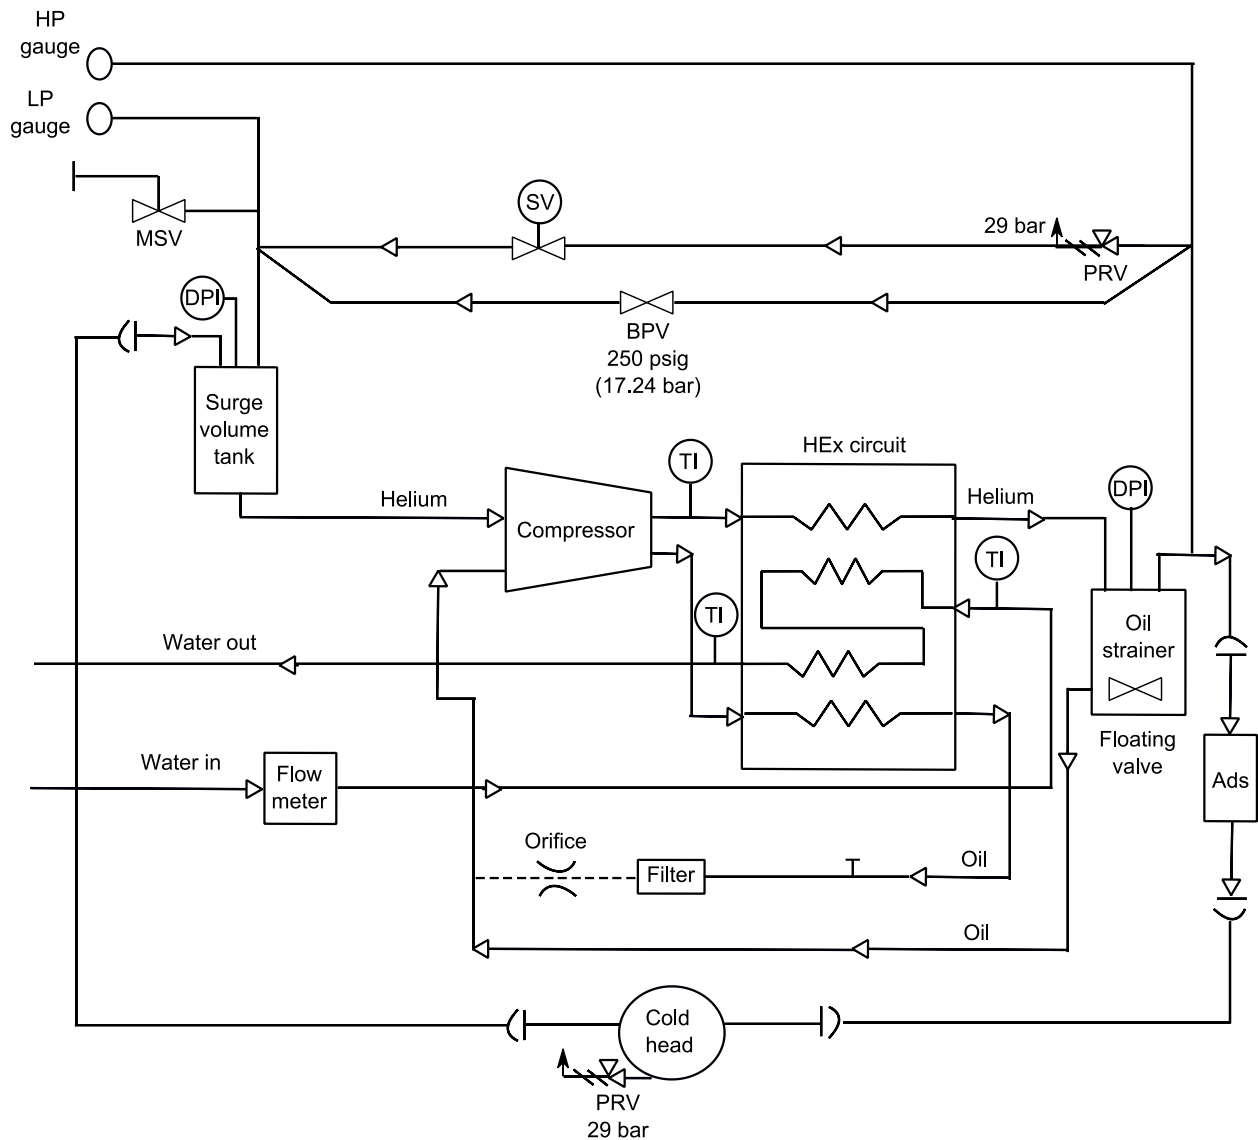 HP
gauge
LP
gauge
SV
29 bar
MSV
PRV
DPI
BPV
250 psig
(17.24 bar)
Surge
volume
tank
HEx circuit
TI
Helium
Helium
DPI
Compressor
TI
TI
Water out
Oil
strainer
Floating
valve
Water in
Flow
meter
Ads
Orifice
Filter
Oil
Oil
Cold
head
PRV
29 bar